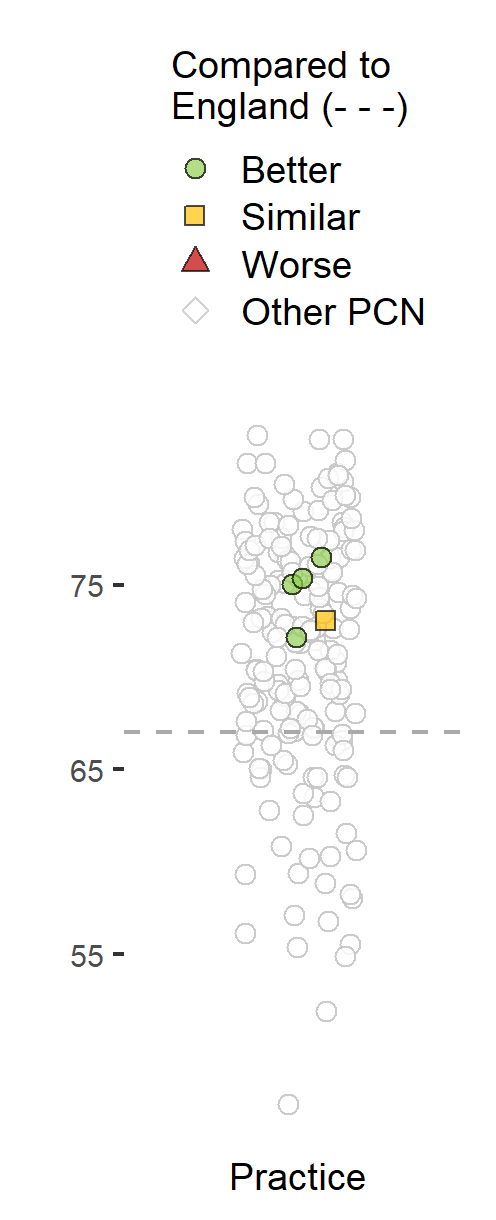 Compared to
England (- - -)
Better
Similar
Worse
Other PCN
75
65
55
Practice